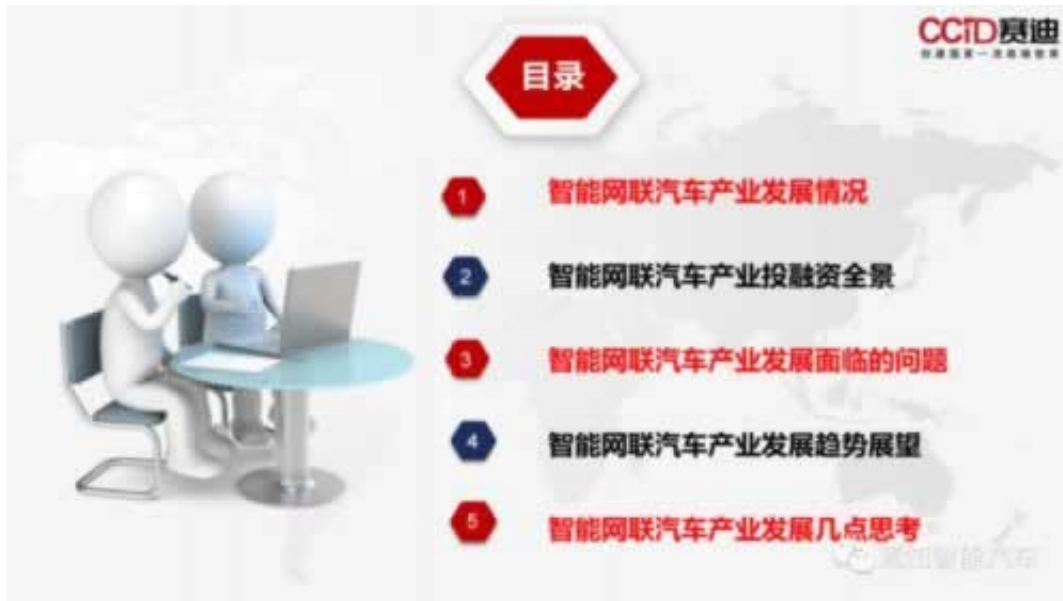 CCID赛迪
目录
1 智能网联汽车产业发展情况
2 智能网联汽车产业投融资全景
3 智能网联汽车产业发展面临的问题
4 智能网联汽车产业发展趋势展望
5 智能网联汽车产业发展几点思考